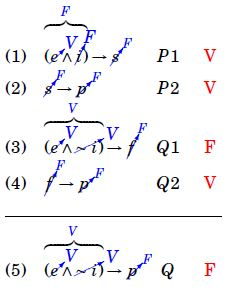 F
(1) (e^V ∧ i^F) → s^F P1 V
(2) s^F → p^F P2 V
V
(3) (e^V ∧ ~ i^V) → f^F Q1 F
(4) f^F → p^F Q2 V
V
(5) (e^V ∧ ~ i^V) → p^F Q F